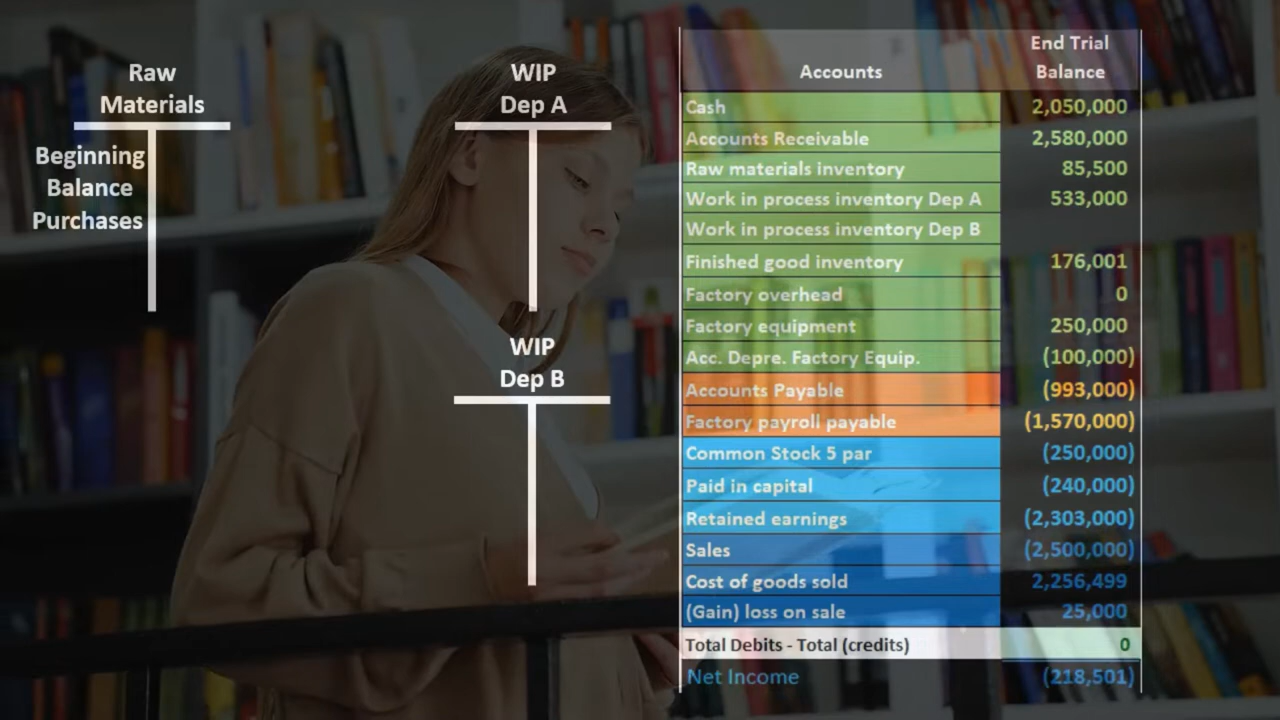 Raw
Materials
Beginning
Balance
Purchases
WIP
Dep A
WIP
Dep B
Accounts End Trial Balance
Cash 2,050,000
Accounts Receivable 2,580,000
Raw materials inventory 85,500
Work in process inventory Dep A 533,000
Work in process inventory Dep B
Finished good inventory 176,001
Factory overhead 0
Factory equipment 250,000
Acc. Depre. Factory Equip. (100,000)
Accounts Payable (993,000)
Factory payroll payable (1,570,000)
Common Stock 5 par (250,000)
Paid in capital (240,000)
Retained earnings (2,303,000)
Sales (2,500,000)
Cost of goods sold 2,256,499
(Gain) loss on sale 25,000
Total Debits - Total (credits) 0
Net Income (218,501)